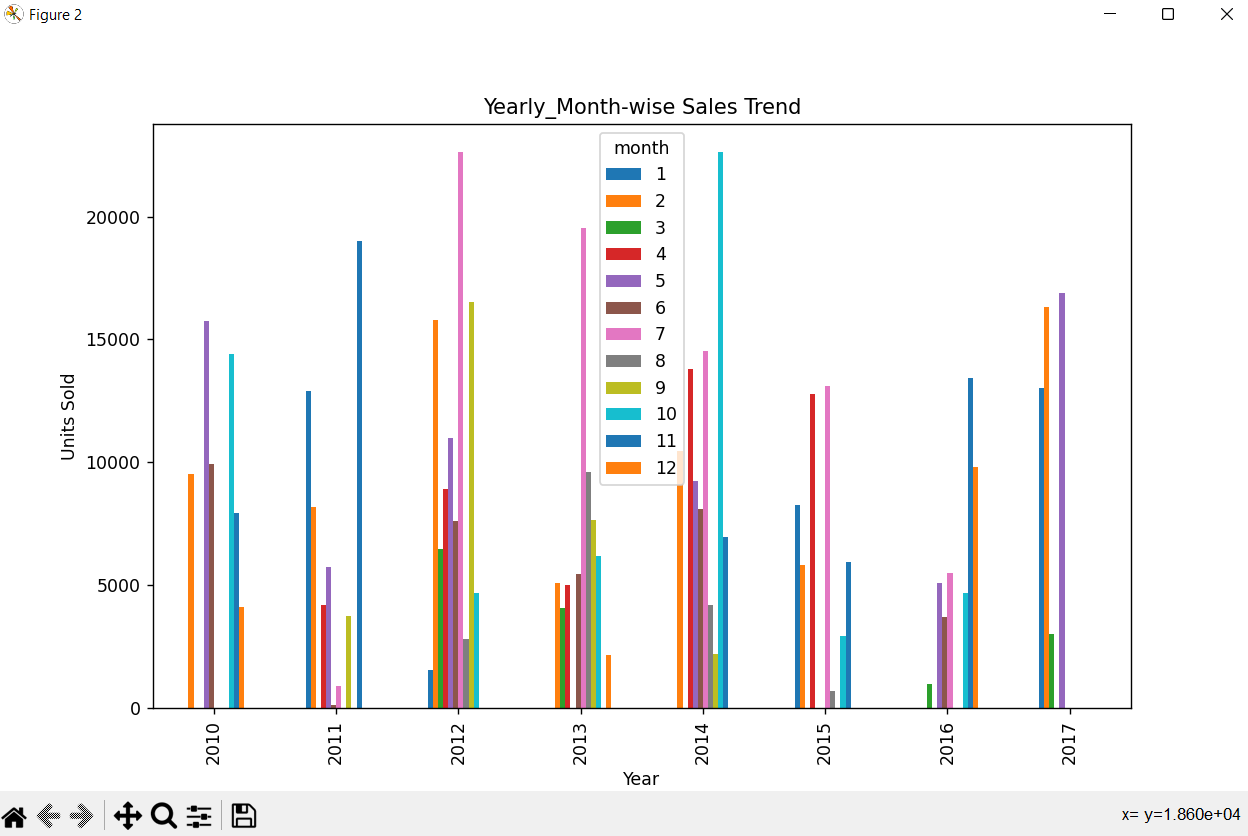 Figure 2
Yearly_Month-wise Sales Trend
month
1
2
3
4
5
6
7
8
9
10
11
12
Units Sold
20000
15000
10000
5000
0
2010 2011 2012 2013 2014 2015 2016 2017
Year
x= y=1.860e+04